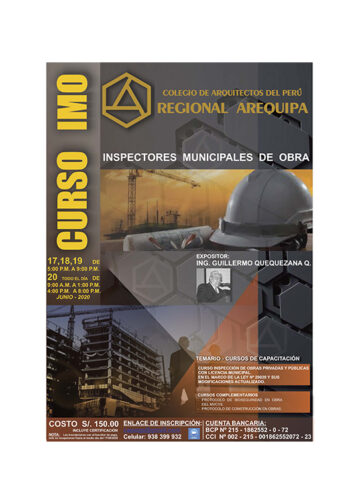 CURSO IMO
COLEGIO DE ARQUITECTOS DEL PERÚ
REGIONAL AREQUIPA
INSPECTORES MUNICIPALES DE OBRA
17,18,19 DE
5:00 P.M. A 9:00 P.M.
20 TODO EL DÍA DE
9:00 A.M. A 1:00 P.M.
4:00 P.M. A 8:00 P.M.
JUNIO - 2020
EXPOSITOR:
ING. GUILLERMO QUEQUEZANA Q.
TEMARIO - CURSOS DE CAPACITACIÓN
CURSO INSPECCIÓN DE OBRAS PRIVADAS Y PÚBLICAS
CON LICENCIA MUNICIPAL.
EN EL MARCO DE LA LEY Nº 29090 Y SUS
MODIFICACIONES ACTUALIZADO.
CURSOS COMPLEMENTARIOS
PROTOCOLO DE BIOSEGURIDAD EN OBRA
PROTOCOLO DE CONSTRUCCIÓN EN OBRAS
COSTO S/. 150.00
INCLUYE CERTIFICACIÓN
NOTA:
ENLACE DE INSCRIPCIÓN:
Celular: 938 399 932
CUENTA BANCARIA:
BCP Nº 215 - 1862552 - 0 - 72
CCI Nº 002 - 215 - 001862552072 - 23